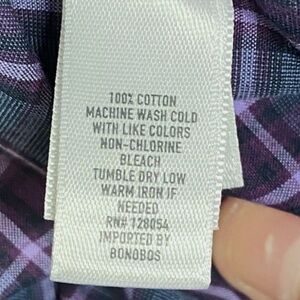 100% COTTON
MACHINE WASH COLD
WITH LIKE COLORS
NON-CHLORINE
BLEACH
TUMBLE DRY LOW
WARM IRON IF
NEEDED
RN# 128054
IMPORTED BY
BONOBOS